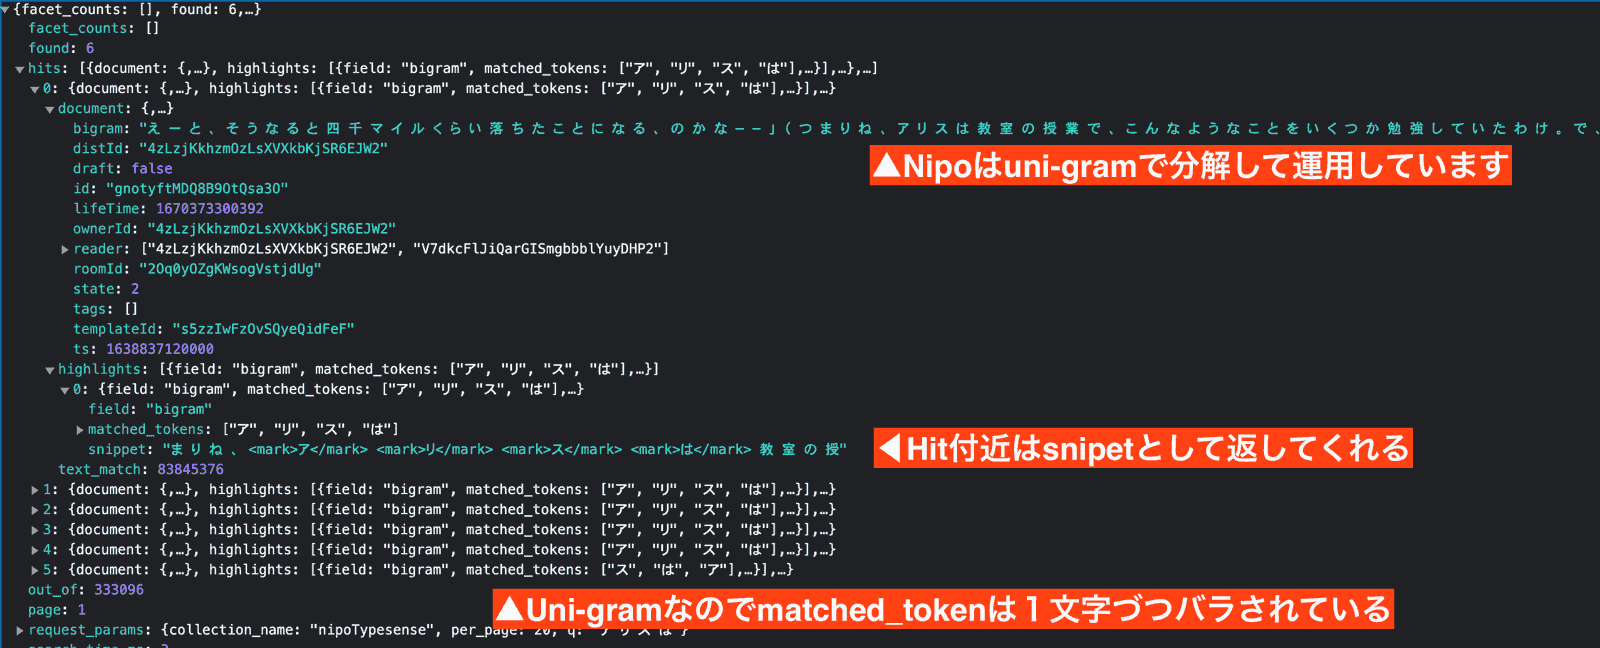 ▼{facet_counts: [], found: 6,…}
facet_counts: []
found: 6
▼hits: [{document: {,…}, highlights: [{field: "bigram", matched_tokens: ["ア", "リ", "ス", "は"],…}],…},…]
▼0: {document: {,…}, highlights: [{field: "bigram", matched_tokens: ["ア", "リ", "ス", "は"],…}],…}
▼document: {,…}
bigram: "え ー と 、 そ う な る と 四 千 マ イ ル く ら い 落 ち た こ と に な る 、 の か な ー ー 」 ( つ ま り ね 、 ア リ ス は 教 室 の 授 業 で 、 こ ん な よ う な こ と を い く つ か 勉 強 し て い た わ け 。 で 、
distId: "4zLzjKkhzmOzLsXVXkbKjSR6EJW2"
▲Nipoはuni-gramで分解して運用しています
draft: false
id: "gnotyftMDQ8B9OtQsa3O"
lifeTime: 1670373300392
ownerId: "4zLzjKkhzmOzLsXVXkbKjSR6EJW2"
▶reader: ["4zLzjKkhzmOzLsXVXkbKjSR6EJW2", "V7dkcFlJiQarGISmgbbblYuyDHP2"]
roomId: "2Oq0yOZgKWsogVstjdUg"
state: 2
tags: []
templateId: "s5zzIwFzOvSQyeQidFeF"
ts: 1638837120000
▼highlights: [{field: "bigram", matched_tokens: ["ア", "リ", "ス", "は"],…}]
▼0: {field: "bigram", matched_tokens: ["ア", "リ", "ス", "は"],…}
field: "bigram"
▶matched_tokens: ["ア", "リ", "ス", "は"]
snippet: "ま り ね 、 <mark>ア</mark> <mark>リ</mark> <mark>ス</mark> <mark>は</mark> 教 室 の 授"
◀Hit付近はsnipetとして返してくれる
text_match: 83845376
▶1: {document: {,…}, highlights: [{field: "bigram", matched_tokens: ["ア", "リ", "ス", "は"],…}],…}
▶2: {document: {,…}, highlights: [{field: "bigram", matched_tokens: ["ア", "リ", "ス", "は"],…}],…}
▶3: {document: {,…}, highlights: [{field: "bigram", matched_tokens: ["ア", "リ", "ス", "は"],…}],…}
▶4: {document: {,…}, highlights: [{field: "bigram", matched_tokens: ["ア", "リ", "ス", "は"],…}],…}
▶5: {document: {,…}, highlights: [{field: "bigram", matched_tokens: ["ス", "は", "ア"],…}],…}
out_of: 333096
page: 1
▲Uni-gramなのでmatched_tokenは１文字づつバラされている
▶request_params: {collection_name: "nipoTypesense", per_page: 20, q: "ア リ ス は"}